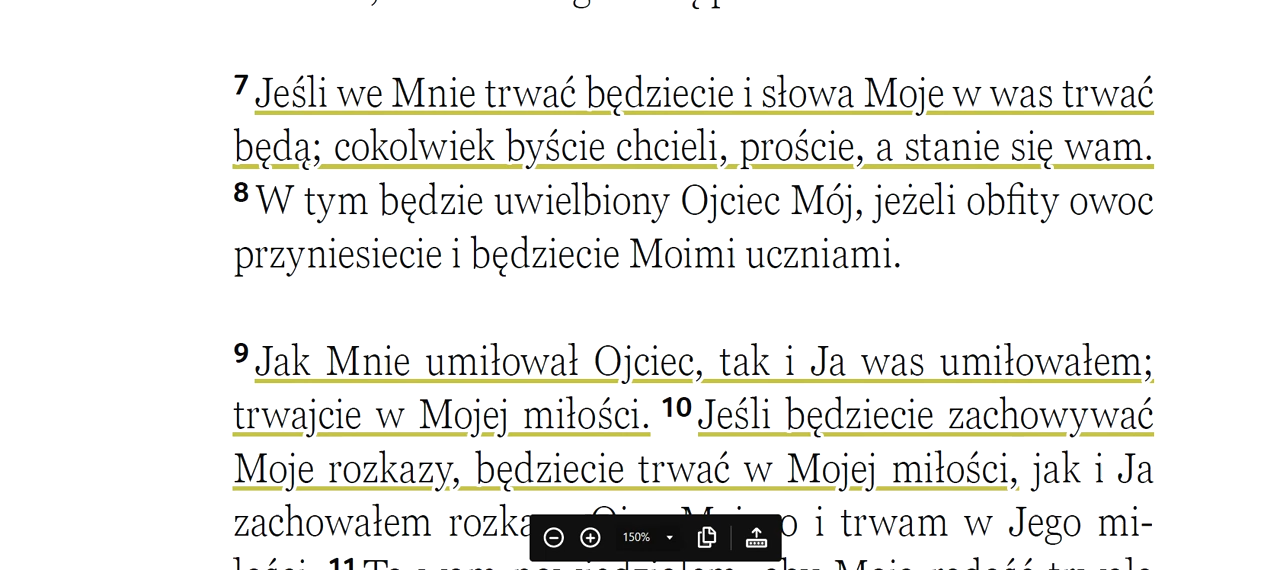 7 Jeśli we Mnie trwać będziecie i słowa Moje w was trwać
będą; cokolwiek byście chcieli, proście, a stanie się wam.
8 W tym będzie uwielbiony Ojciec Mój, jeżeli obfity owoc
przyniesiecie i będziecie Moimi uczniami.
9 Jak Mnie umiłował Ojciec, tak i Ja was umiłowałem;
trwajcie w Mojej miłości. 10 Jeśli będziecie zachowywać
Moje rozkazy, będziecie trwać w Mojej miłości, jak i Ja
zachowałem i trwam w Jego mi-
11
150%